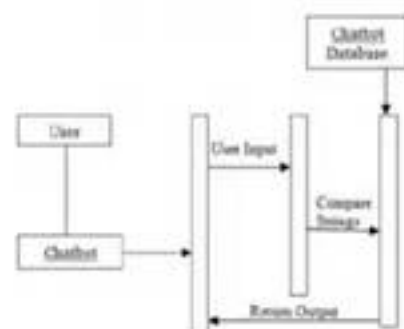 Chatbot
Database
User
User Input
Compare
Strings
Chatbot
Return Output